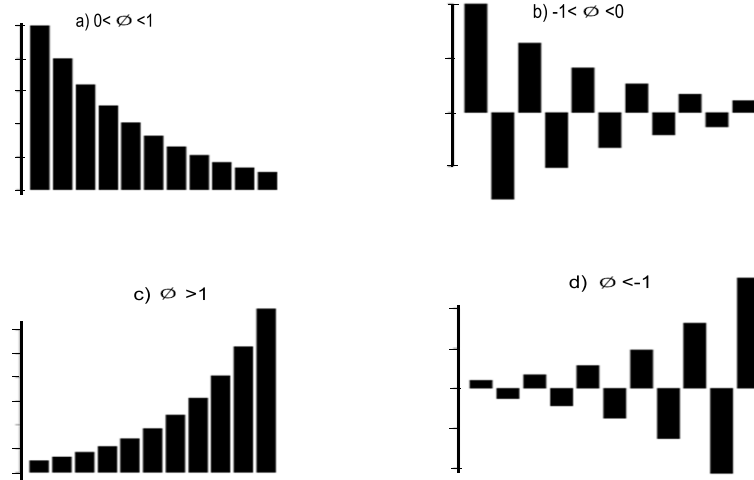 a) 0< ∅ <1
b) -1< ∅ <0
c) ∅ >1
d) ∅ <-1